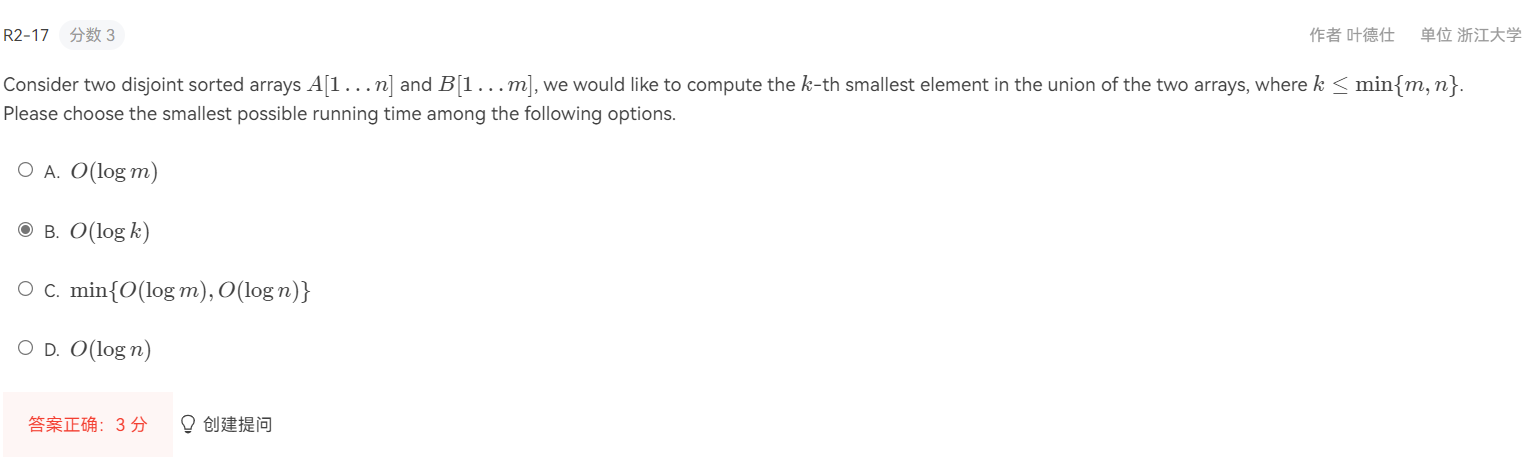 R2-17 分数 3 作者 叶德仕 单位 浙江大学
Consider two disjoint sorted arrays A[1…n] and B[1…m], we would like to compute the k-th smallest element in the union of the two arrays, where k ≤ min{m, n}.
Please choose the smallest possible running time among the following options.
A. O(log m)
B. O(log k)
C. min{O(log m), O(log n)}
D. O(log n)
答案正确：3 分 创建提问